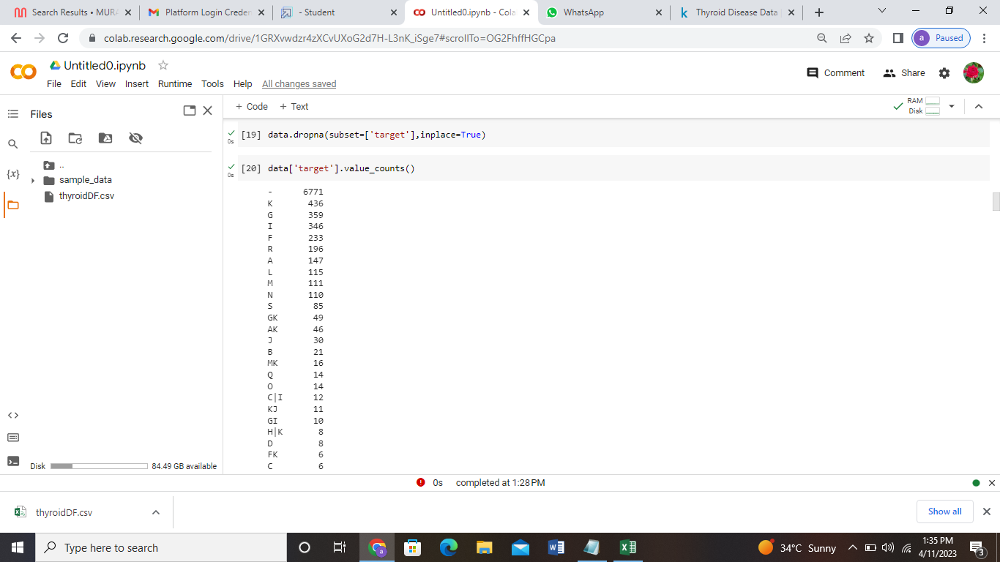 Search Results • MURA
Platform Login Creder
- Student
Untitled0.ipynb - Cola
WhatsApp
Thyroid Disease Data
colab.research.google.com/drive/1GRXvwdzr4zXCvUXoG2d7H-L3nK_iSge7#scrollTo=OG2FhffHGCpa
a Paused
Untitled0.ipynb
File Edit View Insert Runtime Tools Help All changes saved
Comment Share
Files
+ Code + Text
RAM
Disk
..
sample_data
thyroidDF.csv
{x}
Disk 84.49 GB available
0s
[19] data.dropna(subset=['target'],inplace=True)
0s
[20] data['target'].value_counts()
- 6771
K 436
G 359
I 346
F 233
R 196
A 147
L 115
M 111
N 110
S 85
GK 49
AK 46
J 30
B 21
MK 16
Q 14
O 14
C|I 12
KJ 11
GI 10
H|K 8
D 8
FK 6
C 6
0s completed at 1:28 PM
thyroidDF.csv
Show all
Type here to search
34°C Sunny
1:35 PM
4/11/2023
3